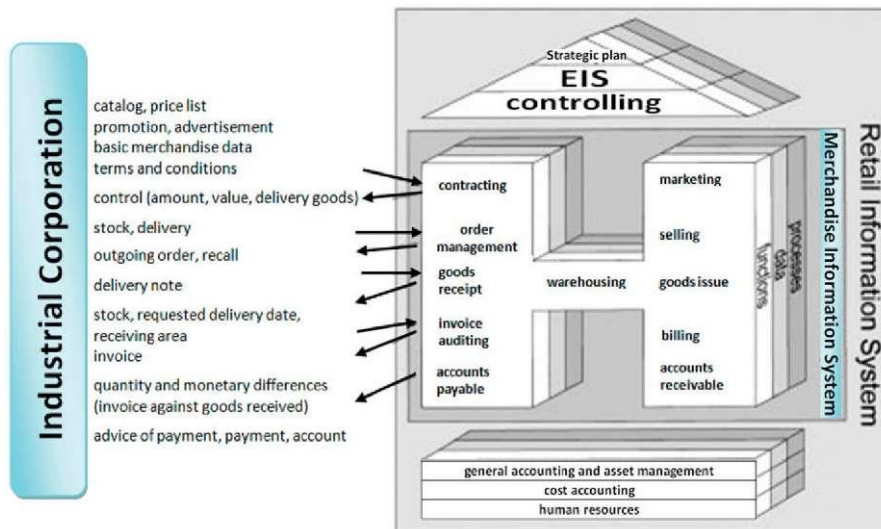 Industrial Corporation
catalog, price list
promotion, advertisement
basic merchandise data
terms and conditions
control (amount, value, delivery goods)
stock, delivery
outgoing order, recall
delivery note
stock, requested delivery date,
receiving area
invoice
quantity and monetary differences
(invoice against goods received)
advice of payment, payment, account
Strategic plan
EIS
controlling
contracting
order
management
goods
receipt
invoice
auditing
accounts
payable
warehousing
marketing
selling
goods issue
billing
accounts
receivable
functions
data
processes
Merchandise Information System
Retail Information System
general accounting and asset management
cost accounting
human resources